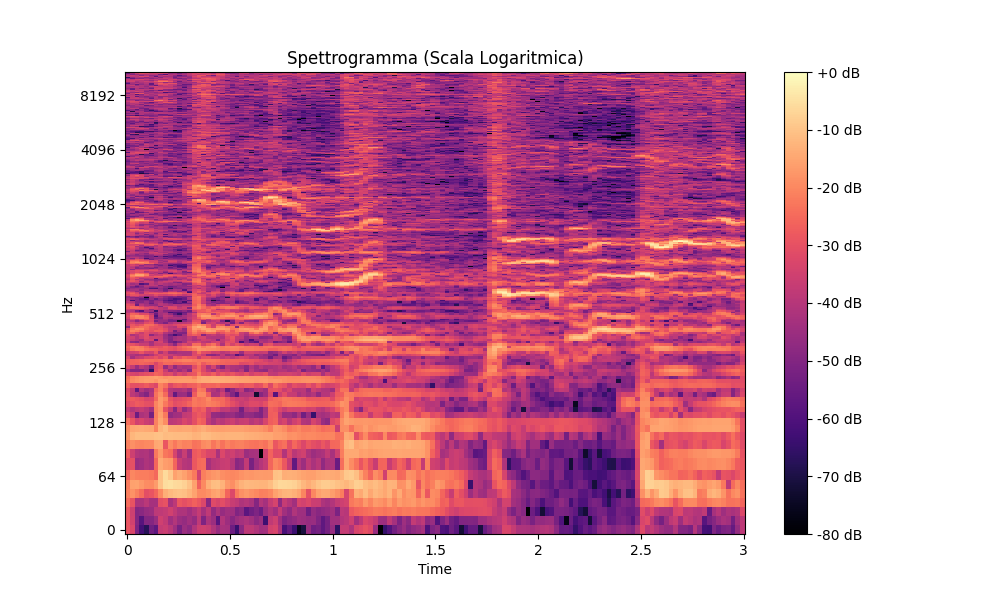 Spettrogramma (Scala Logaritmica)
Hz
8192
4096
2048
1024
512
256
128
64
0
0 0.5 1 1.5 2 2.5 3
Time
+0 dB
-10 dB
-20 dB
-30 dB
-40 dB
-50 dB
-60 dB
-70 dB
-80 dB